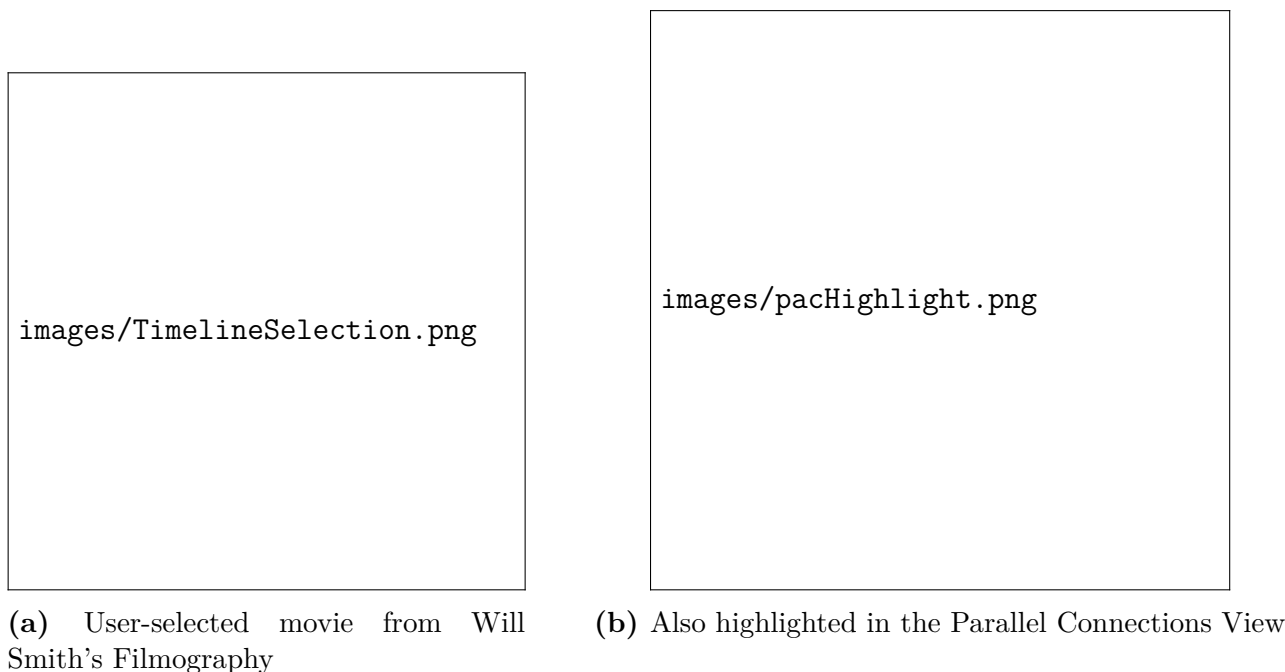 images/TimelineSelection.png
images/pacHighlight.png
(a) User-selected movie from Will
Smith's Filmography
(b) Also highlighted in the Parallel Connections View